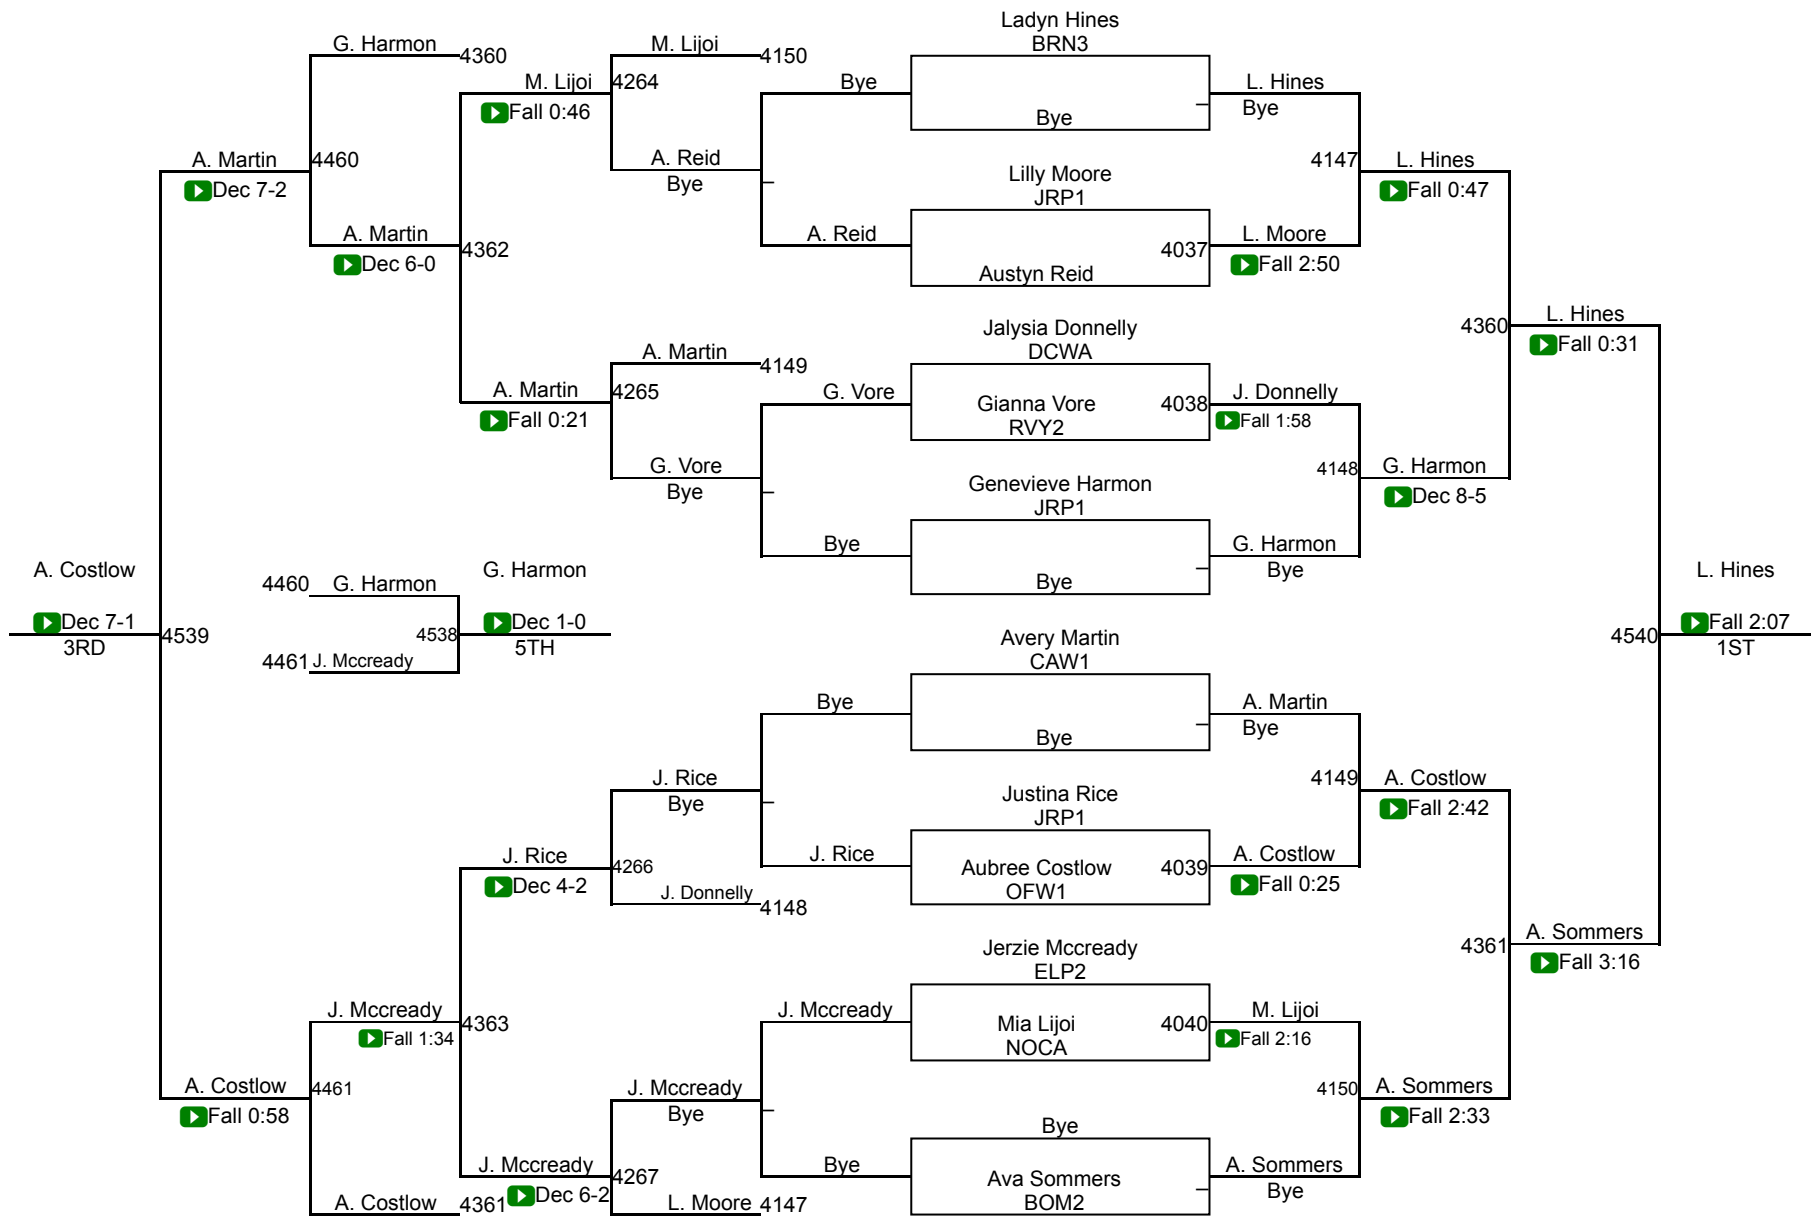 Ladyn Hines
BRN3
G. Harmon
4360
M. Lijoi
4150
M. Lijoi
4264
Bye
L. Hines
Fall 0:46
Bye
Bye
A. Martin
4460
A. Reid
4147
L. Hines
Dec 7-2
Bye
Lilly Moore
JRP1
Fall 0:47
A. Martin
4362
A. Reid
4037
L. Moore
Dec 6-0
Austyn Reid
Fall 2:50
Jalysia Donnelly
DCWA
4360
L. Hines
Fall 0:31
A. Martin
4149
A. Martin
4265
G. Vore
Gianna Vore
RVY2
4038
J. Donnelly
Fall 0:21
Fall 1:58
G. Vore
4148
G. Harmon
Bye
Genevieve Harmon
JRP1
Dec 8-5
Bye
G. Harmon
Bye
Bye
A. Costlow
4460
G. Harmon
G. Harmon
L. Hines
Dec 7-1
4539
4538
Dec 1-0
4540
Fall 2:07
3RD
5TH
1ST
4461
J. Mccready
Avery Martin
CAW1
Bye
A. Martin
Bye
Bye
J. Rice
4149
A. Costlow
Bye
Justina Rice
JRP1
Fall 2:42
J. Rice
4266
J. Rice
Aubree Costlow
OFW1
4039
A. Costlow
Dec 4-2
Fall 0:25
J. Donnelly
4148
4361
A. Sommers
Jerzie Mccready
ELP2
Fall 3:16
J. Mccready
4363
J. Mccready
Mia Lijoi
NOCA
4040
M. Lijoi
Fall 1:34
Fall 2:16
A. Costlow
4461
J. Mccready
4150
A. Sommers
Fall 0:58
Bye
Fall 2:33
Bye
J. Mccready
4267
Bye
Ava Sommers
BOM2
A. Sommers
Dec 6-2
Bye
A. Costlow
4361
L. Moore
4147